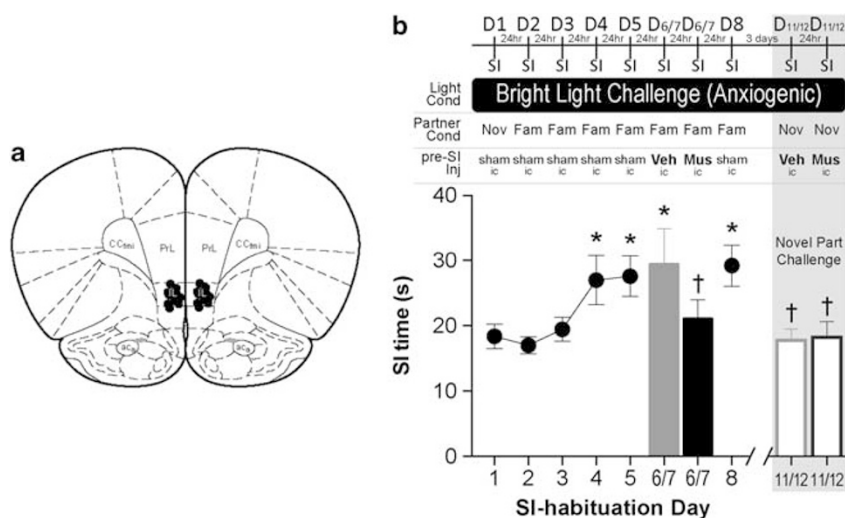 a
PrL PrL
CCfmi CCfmi
IL IL
aca aca
b
D1 D2 D3 D4 D5 D6/7 D6/7 D8 D11/12 D11/12
24hr 24hr 24hr 24hr 24hr 24hr 24hr 3 days 24hr
SI SI SI SI SI SI SI SI SI SI
Light Cond
Bright Light Challenge (Anxiogenic)
Partner Cond
Nov Fam Fam Fam Fam Fam Fam Fam Nov Nov
pre-SI Inj
sham ic sham ic sham ic sham ic sham ic Veh ic Mus ic sham ic Veh ic Mus ic
40
30
20
10
0
SI time (s)
* * * † *
Novel Part
Challenge
† †
1 2 3 4 5 6/7 6/7 8 11/12 11/12
SI-habituation Day